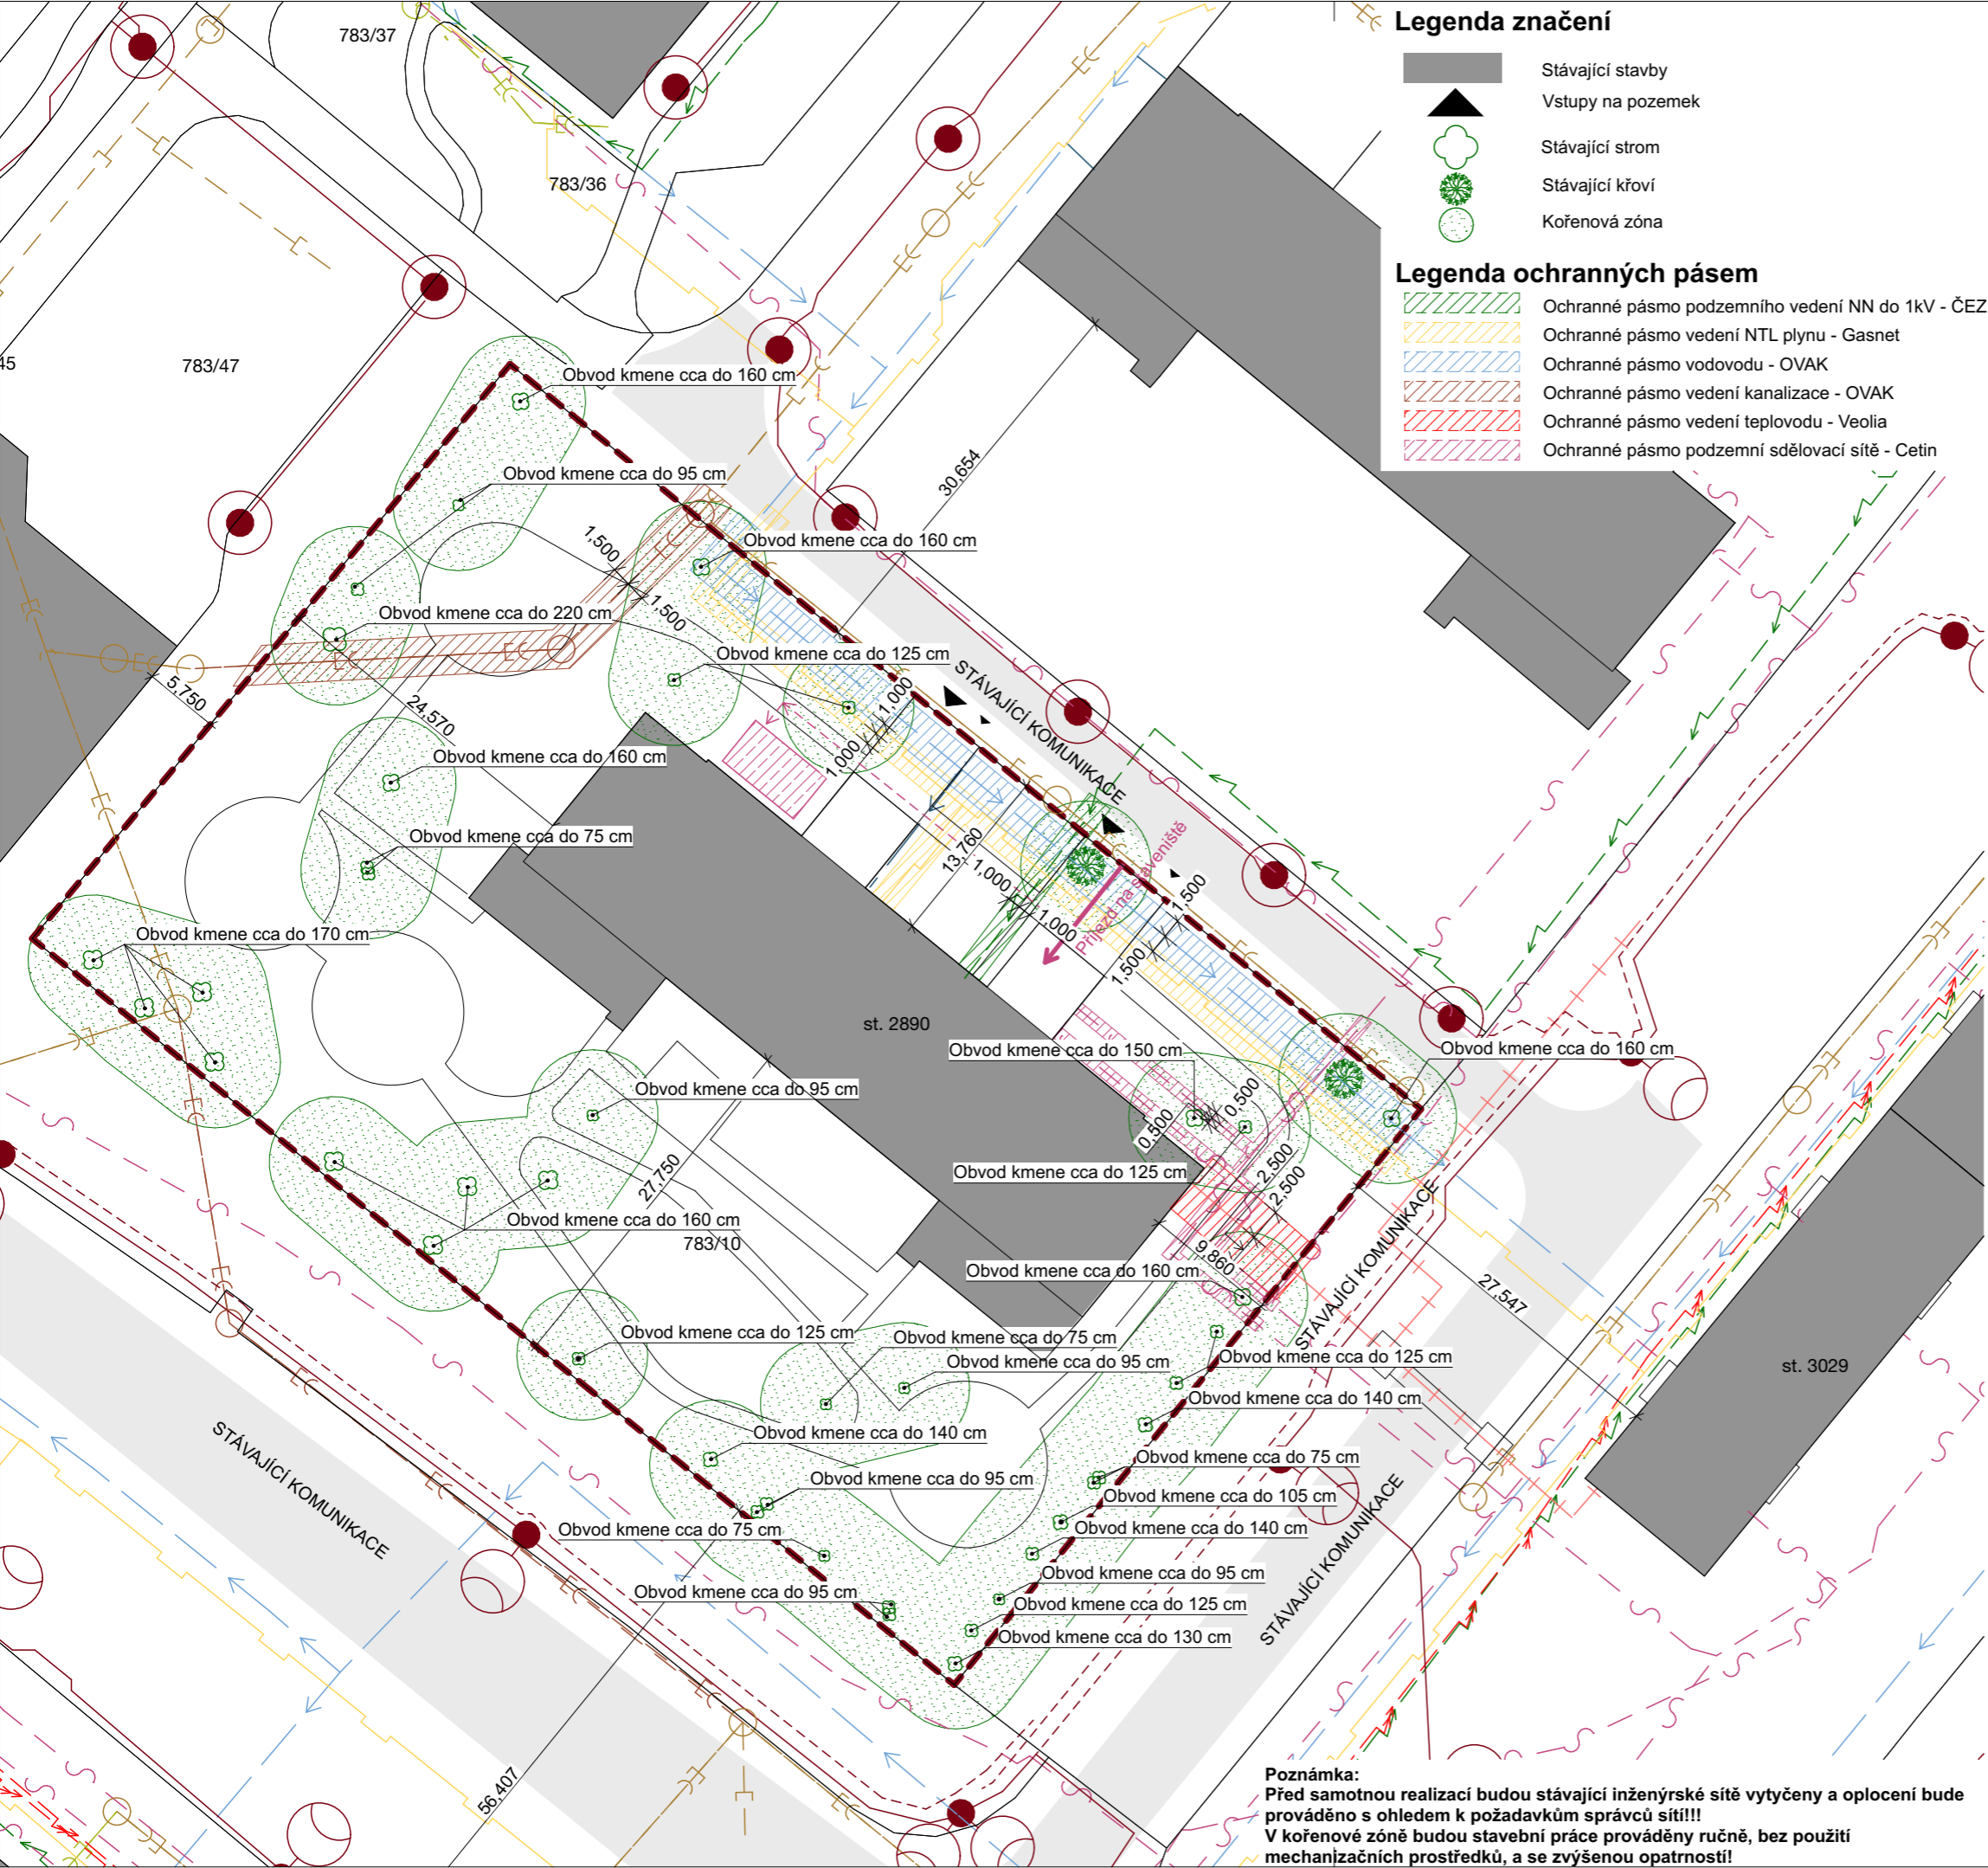 Legenda značení
Stávající stavby
Vstupy na pozemek
Stávající strom
Stávající křoví
Kořenová zóna
Legenda ochranných pásem
Ochranné pásmo podzemního vedení NN do 1kV - ČEZ
Ochranné pásmo vedení NTL plynu - Gasnet
Ochranné pásmo vodovodu - OVAK
Ochranné pásmo vedení kanalizace - OVAK
Ochranné pásmo vedení teplovodu - Veolia
Ochranné pásmo podzemní sdělovací sítě - Cetin
783/37
783/36
783/47
45
Obvod kmene cca do 160 cm
Obvod kmene cca do 95 cm
30,654
1,500
Obvod kmene cca do 160 cm
1,500
Obvod kmene cca do 220 cm
Obvod kmene cca do 125 cm
STÁVAJÍCÍ KOMUNIKACE
5,750
24,570
1,000
1,000
Obvod kmene cca do 160 cm
Obvod kmene cca do 75 cm
13,760
1,000
1,000
Příjezd na staveniště
1,500
1,500
Obvod kmene cca do 170 cm
st. 2890
Obvod kmene cca do 150 cm
Obvod kmene cca do 160 cm
Obvod kmene cca do 95 cm
0,500
0,500
27,750
Obvod kmene cca do 125 cm
2,500
2,500
Obvod kmene cca do 160 cm
783/10
9,860
Obvod kmene cca do 160 cm
STÁVAJÍCÍ KOMUNIKACE
27,547
Obvod kmene cca do 125 cm
Obvod kmene cca do 75 cm
Obvod kmene cca do 95 cm
Obvod kmene cca do 125 cm
st. 3029
Obvod kmene cca do 140 cm
Obvod kmene cca do 140 cm
Obvod kmene cca do 75 cm
Obvod kmene cca do 95 cm
Obvod kmene cca do 105 cm
STÁVAJÍCÍ KOMUNIKACE
Obvod kmene cca do 75 cm
Obvod kmene cca do 140 cm
STÁVAJÍCÍ KOMUNIKACE
Obvod kmene cca do 95 cm
Obvod kmene cca do 95 cm
Obvod kmene cca do 125 cm
Obvod kmene cca do 130 cm
56,407
Poznámka:
Před samotnou realizací budou stávající inženýrské sítě vytyčeny a oplocení bude
prováděno s ohledem k požadavkům správců sítí!!!
V kořenové zóně budou stavební práce prováděny ručně, bez použití
mechanizačních prostředků, a se zvýšenou opatrností!